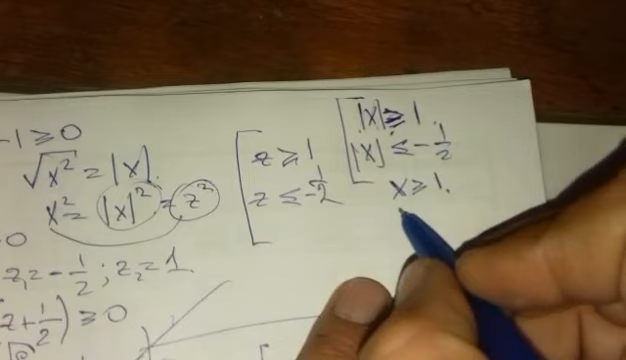 -1 ≥ 0
√x² = |x|.
x² = |x|² = z²
z₁ = -1/2 ; z₂ = 1
z + 1/2) ≥ 0
[ z ≥ 1
z ≤ -1/2
[ |x| ≥ 1.
|x| ≤ -1/2
x ≥ 1.